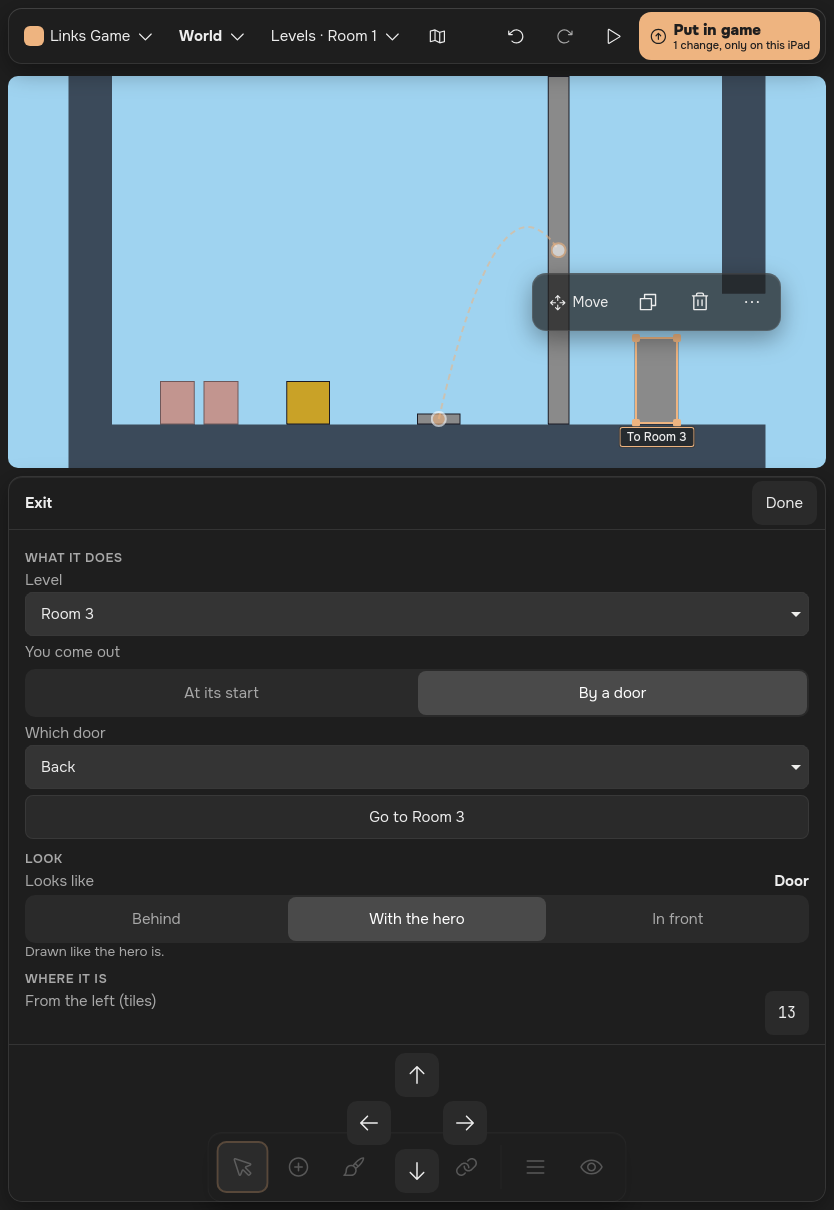 Links Game
World
Levels · Room 1
Put in game
1 change, only on this iPad
Move
To Room 3
Exit
Done
WHAT IT DOES
Level
Room 3
You come out
At its start
By a door
Which door
Back
Go to Room 3
LOOK
Looks like
Door
Behind
With the hero
In front
Drawn like the hero is.
WHERE IT IS
From the left (tiles)
13